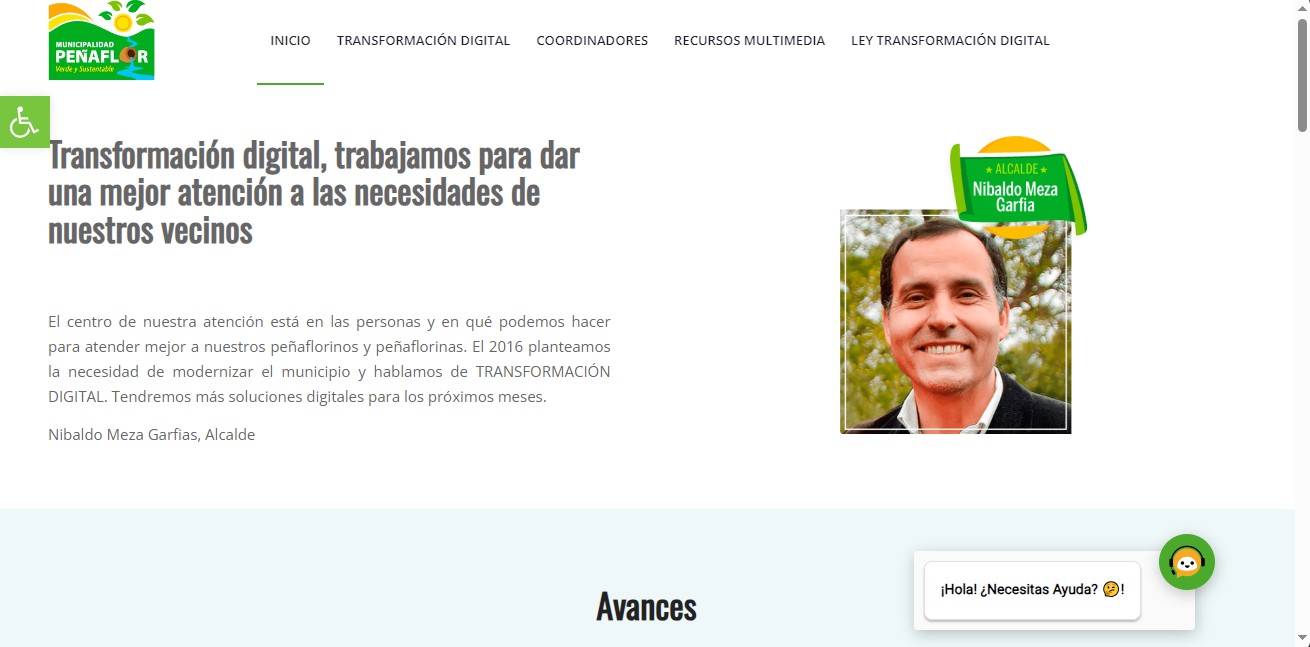 MUNICIPALIDAD
PEÑAFLOR
Verde y Sustentable
INICIO
TRANSFORMACIÓN DIGITAL
COORDINADORES
RECURSOS MULTIMEDIA
LEY TRANSFORMACIÓN DIGITAL
Transformación digital, trabajamos para dar
una mejor atención a las necesidades de
nuestros vecinos
ALCALDE
Nibaldo Meza
Garfia
El centro de nuestra atención está en las personas y en qué podemos hacer
para atender mejor a nuestros peñaflorinos y peñaflorinas. El 2016 planteamos
la necesidad de modernizar el municipio y hablamos de TRANSFORMACIÓN
DIGITAL. Tendremos más soluciones digitales para los próximos meses.
Nibaldo Meza Garfias, Alcalde
Avances
¡Hola! ¿Necesitas Ayuda? 🤔!